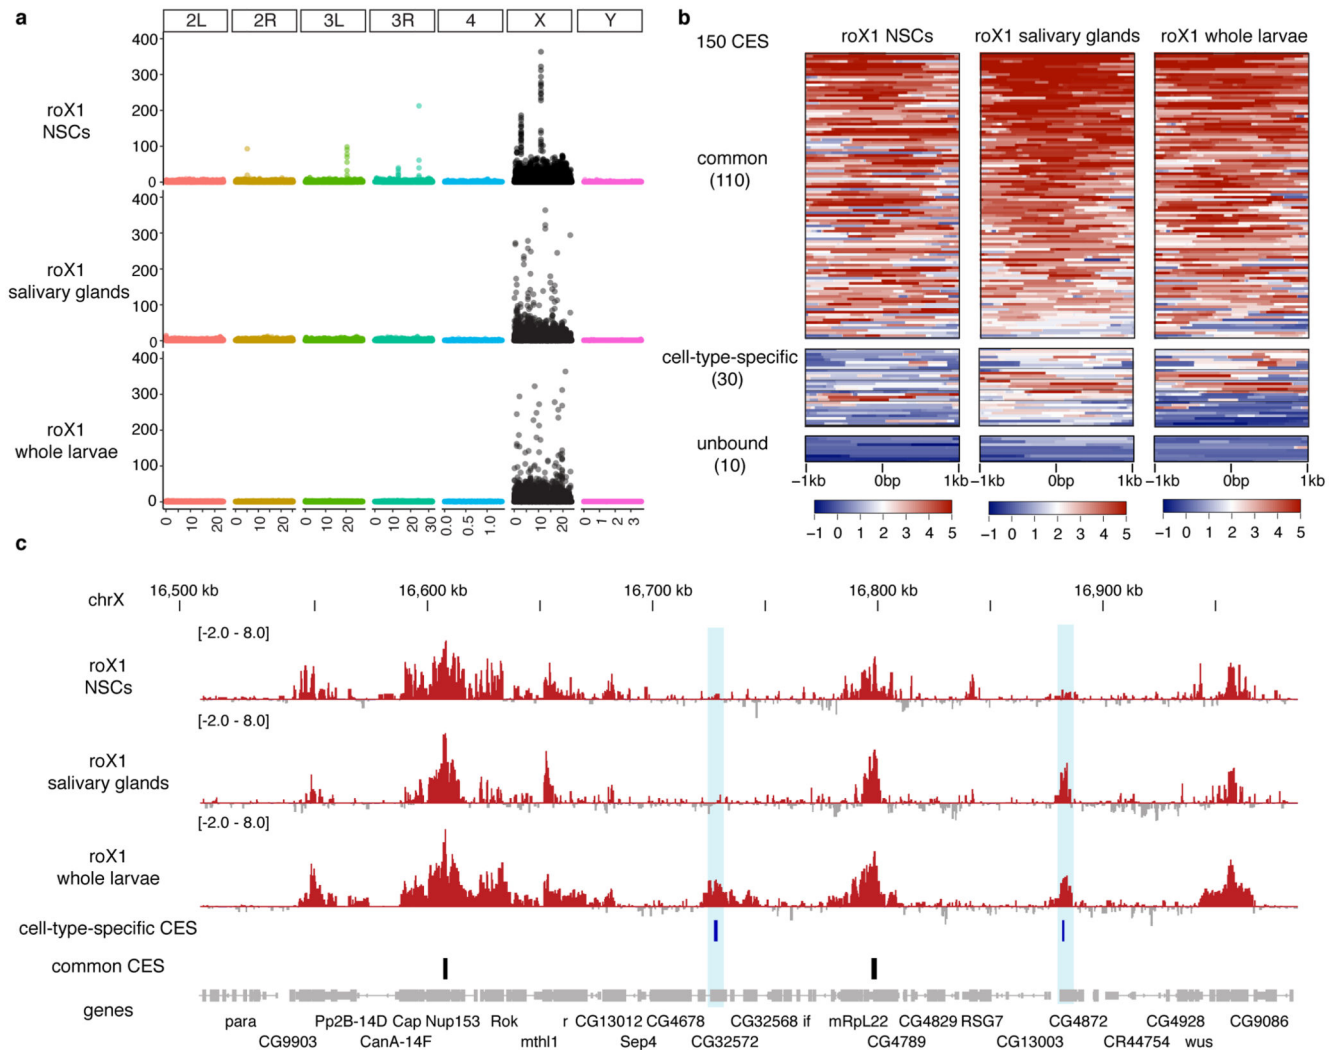 a
2L 2R 3L 3R 4 X Y
400
300
200
100
0
roX1
NSCs
400
300
200
100
0
roX1
salivary glands
400
300
200
100
0
roX1
whole larvae
0 10 20 0 10 20 0 10 20 0 10 20 30 0.0 0.5 1.0 0 10 20 0 1 2 3
b
150 CES
roX1 NSCs roX1 salivary glands roX1 whole larvae
common
(110)
cell-type-specific
(30)
unbound
(10)
−1kb 0bp 1kb −1kb 0bp 1kb −1kb 0bp 1kb
−1 0 1 2 3 4 5 −1 0 1 2 3 4 5 −1 0 1 2 3 4 5
c
chrX
16,500 kb 16,600 kb 16,700 kb 16,800 kb 16,900 kb
[-2.0 - 8.0]
roX1
NSCs
[-2.0 - 8.0]
roX1
salivary glands
[-2.0 - 8.0]
roX1
whole larvae
cell-type-specific CES
common CES
genes
para Pp2B-14D Cap Nup153 Rok r CG13012 CG4678 CG32568 if mRpL22 CG4829 RSG7 CG4872 CG4928 CG9086
CG9903 CanA-14F mthl1 Sep4 CG32572 CG4789 CG13003 CR44754 wus